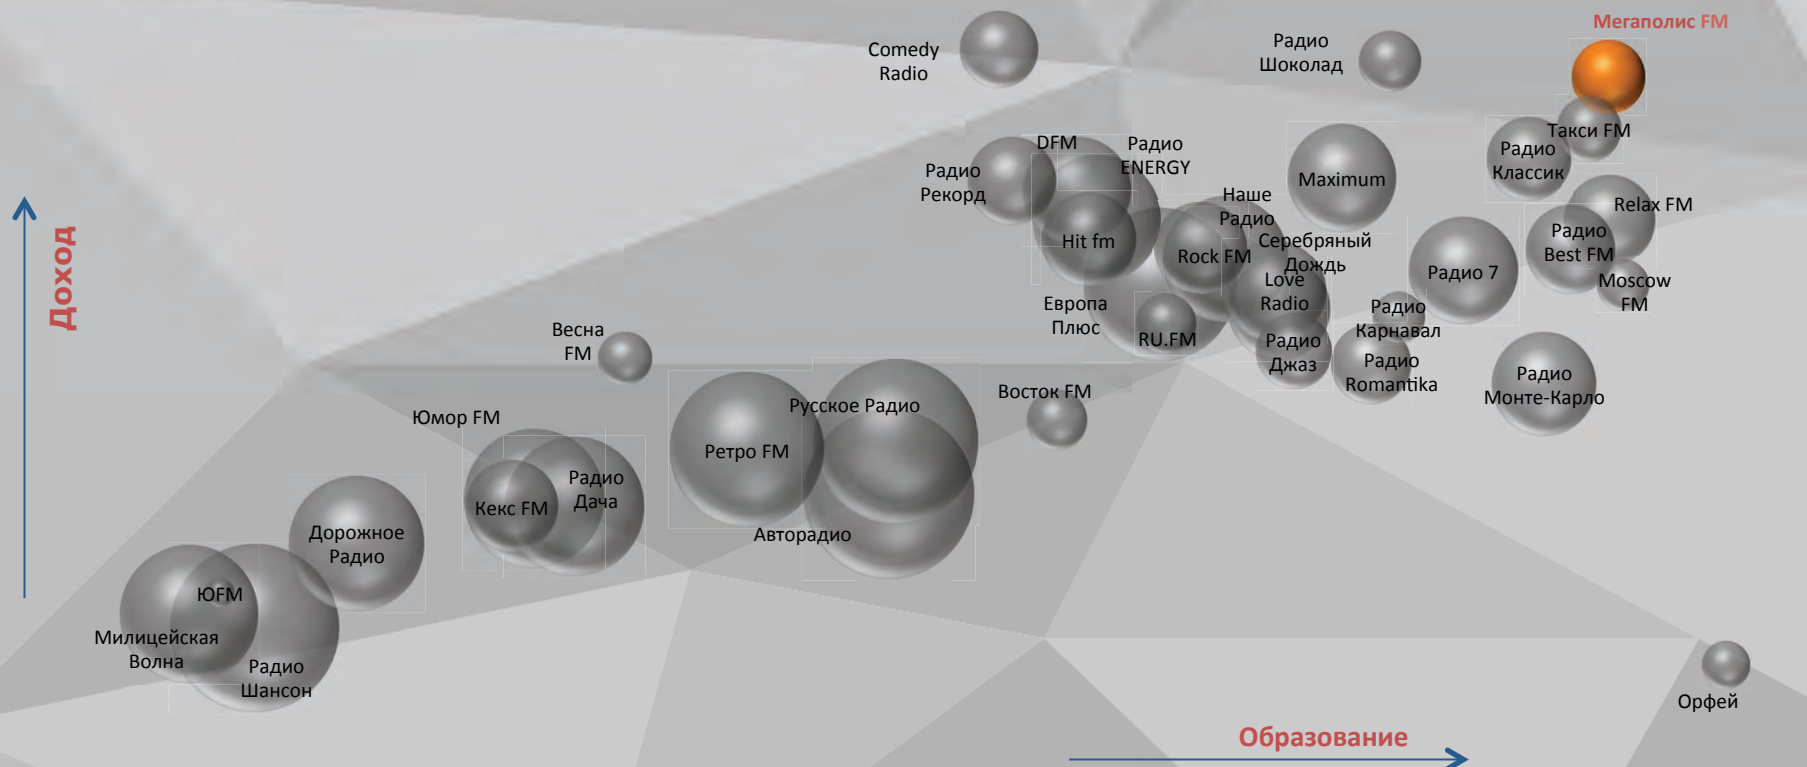 Мегаполис FM
Comedy
Radio
Радио
Шоколад
DFM
Радио
ENERGY
Такси FM
Радио
Классик
Радио
Рекорд
Maximum
Наше
Радио
Relax FM
Hit fm
Rock FM
Серебряный
Дождь
Радио
Best FM
Love
Radio
Радио 7
Moscow
FM
Доход
Европа
Плюс
RU.FM
Радио
Карнавал
Весна
FM
Радио
Джаз
Радио
Romantika
Радио
Монте-Карло
Восток FM
Русское Радио
Юмор FM
Ретро FM
Радио
Дача
Кекс FM
Авторадио
Дорожное
Радио
ЮFM
Милицейская
Волна
Радио
Шансон
Орфей
Образование